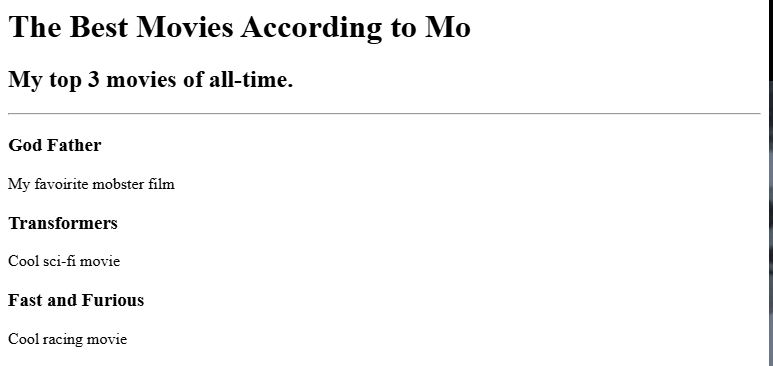 The Best Movies According to Mo
My top 3 movies of all-time.
God Father
My favoirite mobster film
Transformers
Cool sci-fi movie
Fast and Furious
Cool racing movie